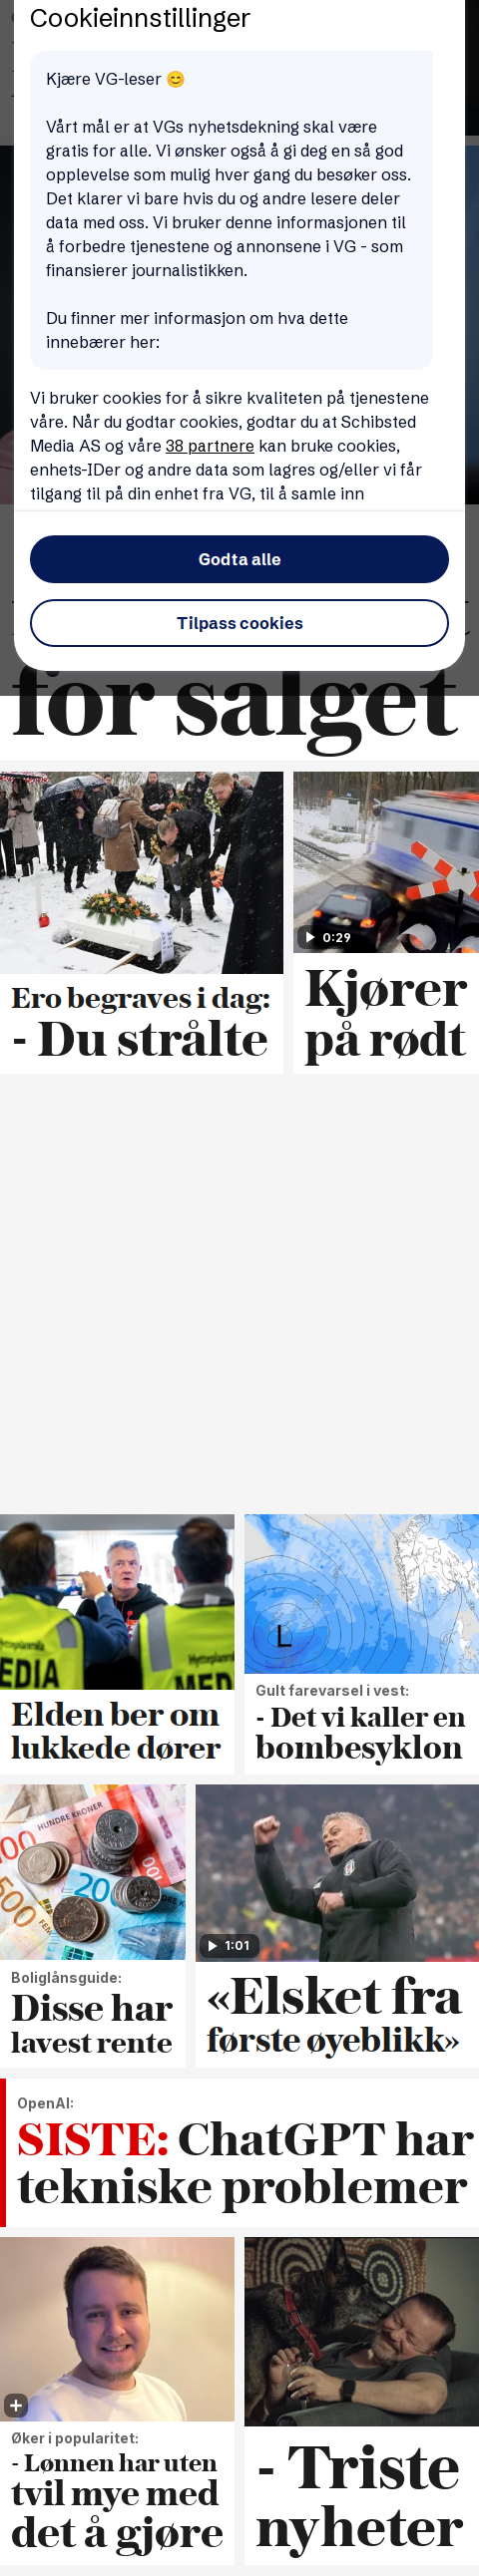 Cookieinnstillinger
Kjære VG-leser 😊
Vårt mål er at VGs nyhetsdekning skal være
gratis for alle. Vi ønsker også å gi deg en så god
opplevelse som mulig hver gang du besøker oss.
Det klarer vi bare hvis du og andre lesere deler
data med oss. Vi bruker denne informasjonen til
å forbedre tjenestene og annonsene i VG - som
finansierer journalistikken.
Du finner mer informasjon om hva dette
innebærer her:
Vi bruker cookies for å sikre kvaliteten på tjenestene
våre. Når du godtar cookies, godtar du at Schibsted
Media AS og våre 38 partnere kan bruke cookies,
enhets-IDer og andre data som lagres og/eller vi får
tilgang til på din enhet fra VG, til å samle inn
Godta alle
Tilpass cookies
for salget
0:29
Ero begraves i dag:
- Du strålte
Kjører
på rødt
L
Elden ber om
lukkede dører
Gult farevarsel i vest:
- Det vi kaller en
bombesyklon
1:01
Boliglånsguide:
Disse har
lavest rente
«Elsket fra
første øyeblikk»
OpenAI:
SISTE: ChatGPT har
tekniske problemer
Øker i popularitet:
- Lønnen har uten
tvil mye med
det å gjøre
- Triste
nyheter